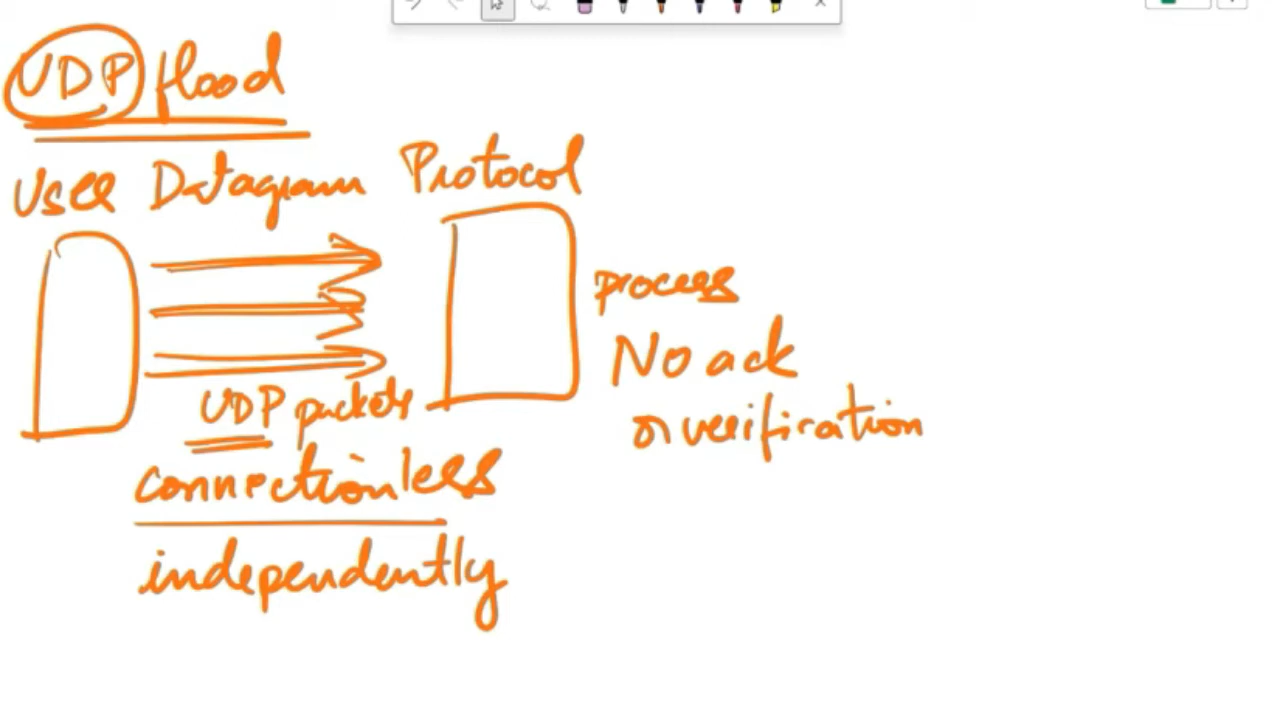 UDP flood
User Datagram Protocol
process
No ack
or verification
UDP packets
connectionless
independently